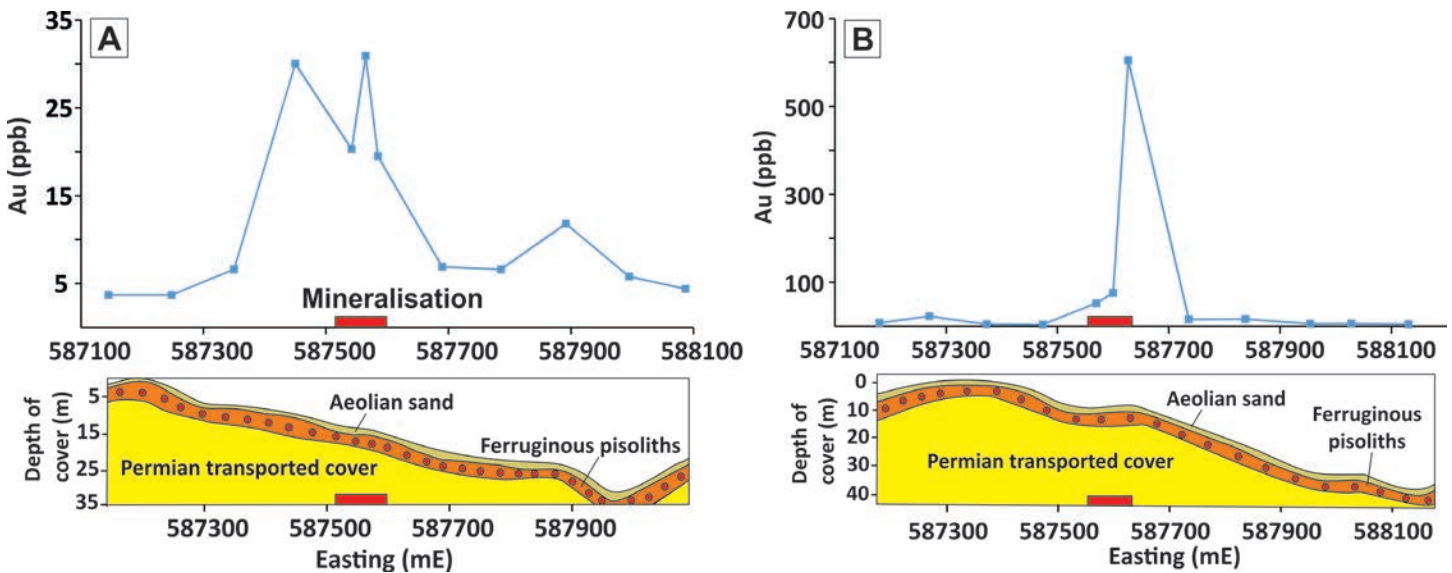 A
35
25
15
5
Au (ppb)
Mineralisation
587100 587300 587500 587700 587900 588100
5
15
25
35
Depth of
cover (m)
Aeolian sand
Ferruginous pisoliths
Permian transported cover
587300 587500 587700 587900
Easting (mE)
B
700
500
300
100
Au (ppb)
587100 587300 587500 587700 587900 588100
0
10
20
30
40
Depth of
cover (m)
Aeolian sand
Ferruginous
pisoliths
Permian transported cover
587300 587500 587700 587900 588100
Easting (mE)